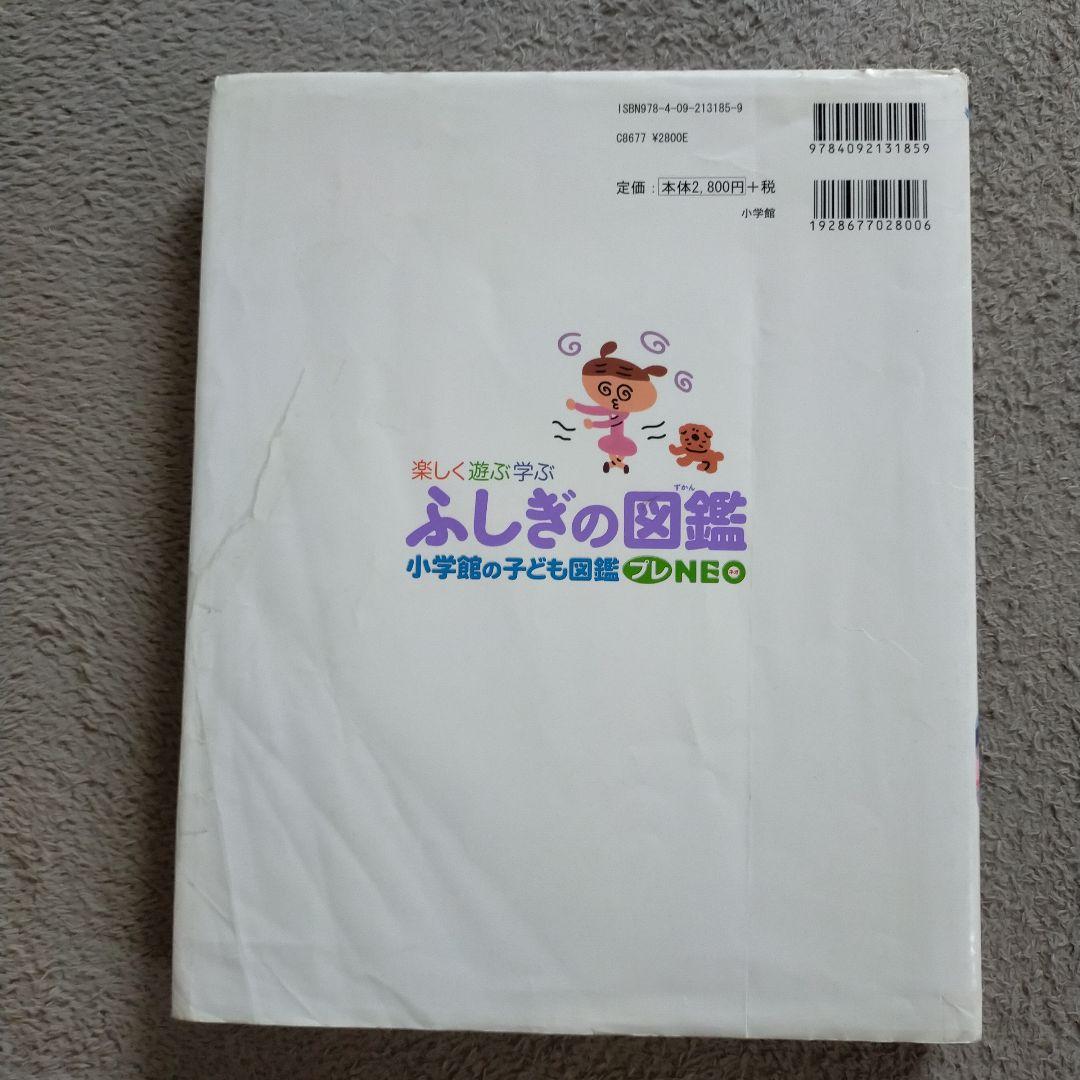 ISBN978-4-09-213185-9
C8677 ¥2800E
定価：本体2,800円＋税
小学館
9784092131859
1928677028006
楽しく遊ぶ学ぶ
ずかん
ふしぎの図鑑
小学館の子ども図鑑プレNEO
ネオ